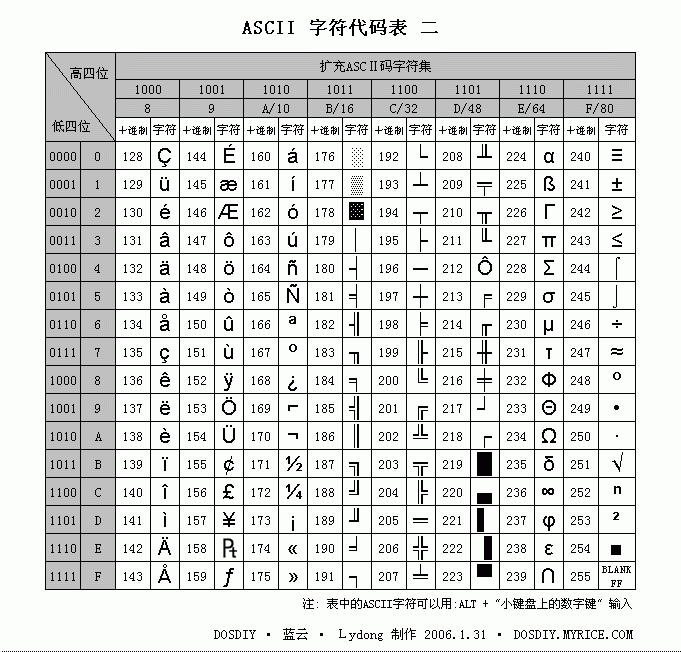 ASCII 字符代码表 二
高四位 扩充ASCⅡ码字符集
1000 1001 1010 1011 1100 1101 1110 1111
8 9 A/10 B/16 C/32 D/48 E/64 F/80
低四位 十进制 字符 十进制 字符 十进制 字符 十进制 字符 十进制 字符 十进制 字符 十进制 字符 十进制 字符
0000 0 128 Ç 144 É 160 á 176 ░ 192 └ 208 ╨ 224 α 240 ≡
0001 1 129 ü 145 æ 161 í 177 ▒ 193 ┴ 209 ╤ 225 ß 241 ±
0010 2 130 é 146 Æ 162 ó 178 ▓ 194 ┬ 210 ╥ 226 Γ 242 ≥
0011 3 131 â 147 ô 163 ú 179 │ 195 ├ 211 ╙ 227 π 243 ≤
0100 4 132 ä 148 ö 164 ñ 180 ┤ 196 ─ 212 Ô 228 Σ 244 ⌠
0101 5 133 à 149 ò 165 Ñ 181 ╡ 197 ┼ 213 ╒ 229 σ 245 ⌡
0110 6 134 å 150 û 166 ª 182 ╢ 198 ╞ 214 ╓ 230 µ 246 ÷
0111 7 135 ç 151 ù 167 º 183 ╖ 199 ╟ 215 ╫ 231 τ 247 ≈
1000 8 136 ê 152 ÿ 168 ¿ 184 ╕ 200 ╚ 216 ╪ 232 Φ 248 °
1001 9 137 ë 153 Ö 169 ⌐ 185 ╣ 201 ╔ 217 ┘ 233 Θ 249 •
1010 A 138 è 154 Ü 170 ¬ 186 ║ 202 ╩ 218 ┌ 234 Ω 250 ·
1011 B 139 ï 155 ¢ 171 ½ 187 ╗ 203 ╦ 219 █ 235 δ 251 √
1100 C 140 î 156 £ 172 ¼ 188 ╝ 204 ╠ 220 ▄ 236 ∞ 252 ⁿ
1101 D 141 ì 157 ¥ 173 ¡ 189 ╜ 205 ═ 221 ▌ 237 φ 253 ²
1110 E 142 Ä 158 ₧ 174 « 190 ╛ 206 ╬ 222 ▐ 238 ε 254 ■
1111 F 143 Å 159 ƒ 175 » 191 ┐ 207 ╧ 223 ▀ 239 ∩ 255 BLANK FF
注: 表中的ASCII字符可以用:ALT + "小键盘上的数字键" 输入
DOSDIY · 蓝云 · Lydong 制作 2006.1.31 · DOSDIY.MYRICE.COM